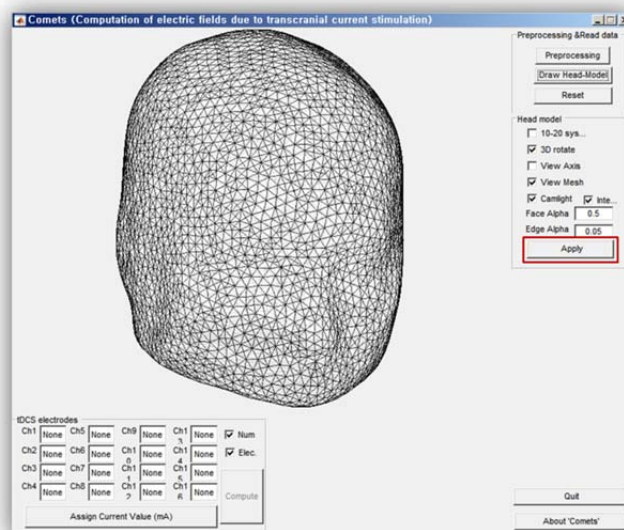 Comets (Computation of electric fields due to transcranial current stimulation)
Preprocessing &Read data
Preprocessing
Draw Head-Model
Reset
Head model
10-20 sys...
3D rotate
View Axis
View Mesh
Camlight Inte...
Face Alpha 0.5
Edge Alpha 0.05
Apply
tDCS electrodes
Ch1 None Ch5 None Ch9 None Ch1 3 None Num
Ch2 None Ch6 None Ch1 0 None Ch1 4 None Elec.
Ch3 None Ch7 None Ch1 1 None Ch1 5 None
Ch4 None Ch8 None Ch1 2 None Ch1 6 None Compute
Assign Current Value (mA)
Quit
About 'Comets'